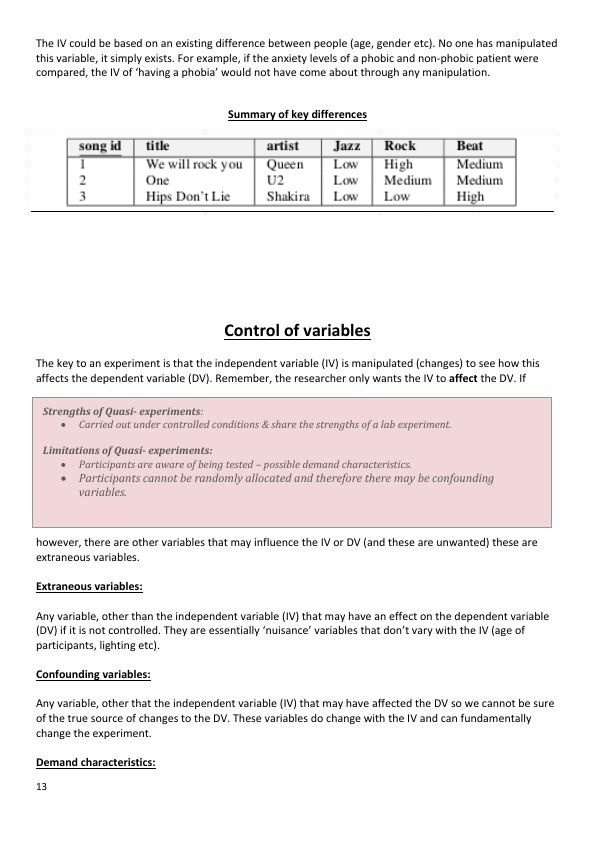 The IV could be based on an existing difference between people (age, gender etc). No one has manipulated
this variable, it simply exists. For example, if the anxiety levels of a phobic and non-phobic patient were
compared, the IV of ‘having a phobia’ would not have come about through any manipulation.
Summary of key differences
song id title artist Jazz Rock Beat
1 We will rock you Queen Low High Medium
2 One U2 Low Medium Medium
3 Hips Don’t Lie Shakira Low Low High
Control of variables
The key to an experiment is that the independent variable (IV) is manipulated (changes) to see how this
affects the dependent variable (DV). Remember, the researcher only wants the IV to affect the DV. If
Strengths of Quasi- experiments:
• Carried out under controlled conditions & share the strengths of a lab experiment.
Limitations of Quasi- experiments:
• Participants are aware of being tested – possible demand characteristics.
• Participants cannot be randomly allocated and therefore there may be confounding
variables.
however, there are other variables that may influence the IV or DV (and these are unwanted) these are
extraneous variables.
Extraneous variables:
Any variable, other than the independent variable (IV) that may have an effect on the dependent variable
(DV) if it is not controlled. They are essentially ‘nuisance’ variables that don’t vary with the IV (age of
participants, lighting etc).
Confounding variables:
Any variable, other that the independent variable (IV) that may have affected the DV so we cannot be sure
of the true source of changes to the DV. These variables do change with the IV and can fundamentally
change the experiment.
Demand characteristics:
13